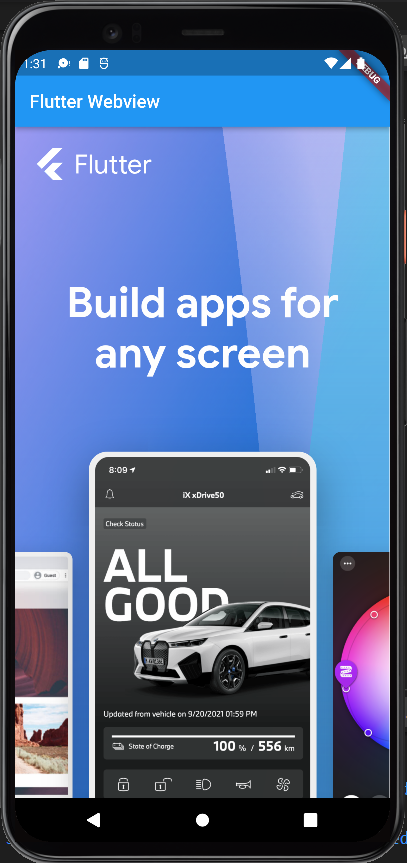 1:31
DEBUG
Flutter Webview
Flutter
Build apps for
any screen
8:09
iX xDrive50
Check Status
ALL
GOOD
Updated from vehicle on 9/20/2021 01:59 PM
State of Charge
100 % / 556 km
Guest